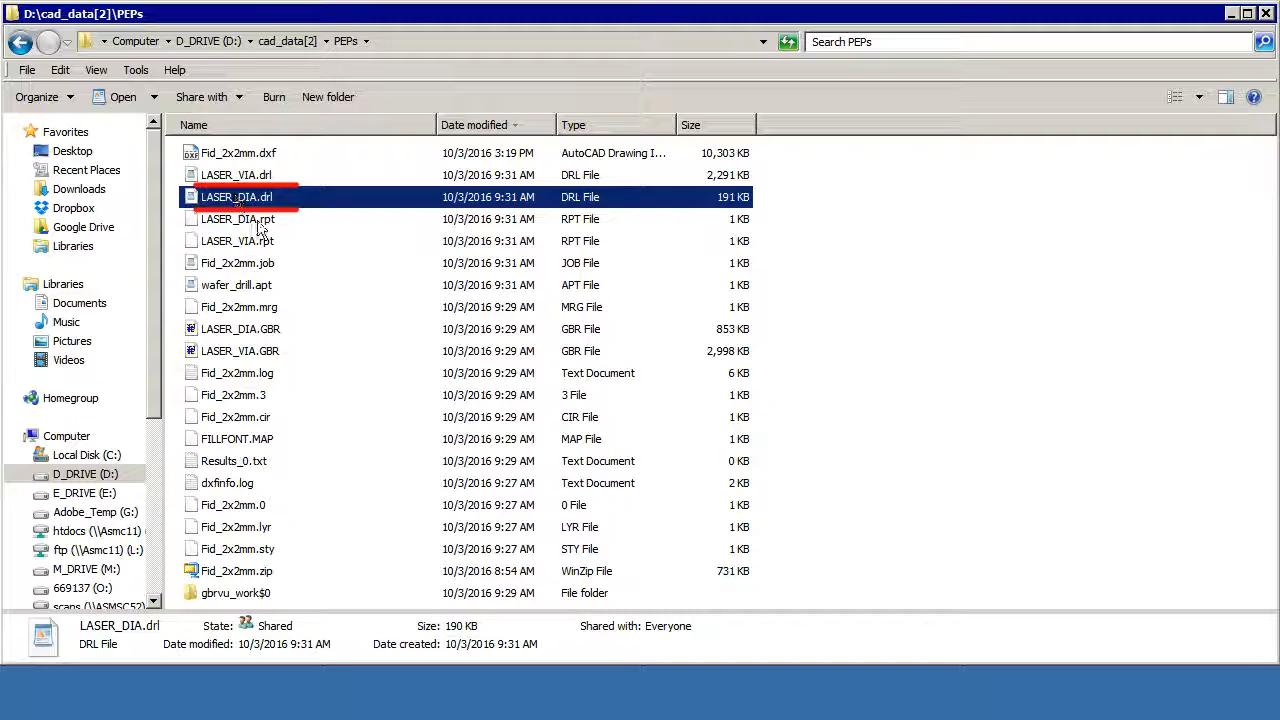 D:\cad_data[2]\PEPs
Computer D_DRIVE (D:) cad_data[2] PEPs Search PEPs
File Edit View Tools Help
Organize Open Share with Burn New folder
Favorites
Desktop
Recent Places
Downloads
Dropbox
Google Drive
Libraries
Libraries
Documents
Music
Pictures
Videos
Homegroup
Computer
Local Disk (C:)
D_DRIVE (D:)
E_DRIVE (E:)
Adobe_Temp (G:)
htdocs (\\Asmc11)
ftp (\\Asmc11) (L:)
M_DRIVE (M:)
669137 (O:)
scans (\\ASMSC52)
Name Date modified Type Size
Fid_2x2mm.dxf 10/3/2016 3:19 PM AutoCAD Drawing I... 10,303 KB
LASER_VIA.drl 10/3/2016 9:31 AM DRL File 2,291 KB
LASER_DIA.drl 10/3/2016 9:31 AM DRL File 191 KB
LASER_DIA.rpt 10/3/2016 9:31 AM RPT File 1 KB
LASER_VIA.rpt 10/3/2016 9:31 AM RPT File 1 KB
Fid_2x2mm.job 10/3/2016 9:31 AM JOB File 1 KB
wafer_drill.apt 10/3/2016 9:31 AM APT File 1 KB
Fid_2x2mm.mrg 10/3/2016 9:29 AM MRG File 1 KB
LASER_DIA.GBR 10/3/2016 9:29 AM GBR File 853 KB
LASER_VIA.GBR 10/3/2016 9:29 AM GBR File 2,998 KB
Fid_2x2mm.log 10/3/2016 9:29 AM Text Document 6 KB
Fid_2x2mm.3 10/3/2016 9:29 AM 3 File 1 KB
Fid_2x2mm.cir 10/3/2016 9:29 AM CIR File 1 KB
FILLFONT.MAP 10/3/2016 9:29 AM MAP File 1 KB
Results_0.txt 10/3/2016 9:29 AM Text Document 0 KB
dxfinfo.log 10/3/2016 9:27 AM Text Document 2 KB
Fid_2x2mm.0 10/3/2016 9:27 AM 0 File 1 KB
Fid_2x2mm.lyr 10/3/2016 9:27 AM LYR File 1 KB
Fid_2x2mm.sty 10/3/2016 9:27 AM STY File 1 KB
Fid_2x2mm.zip 10/3/2016 8:54 AM WinZip File 731 KB
gbrvu_work$0 10/3/2016 9:29 AM File folder
LASER_DIA.drl State: Shared Size: 190 KB Shared with: Everyone
DRL File Date modified: 10/3/2016 9:31 AM Date created: 10/3/2016 9:31 AM